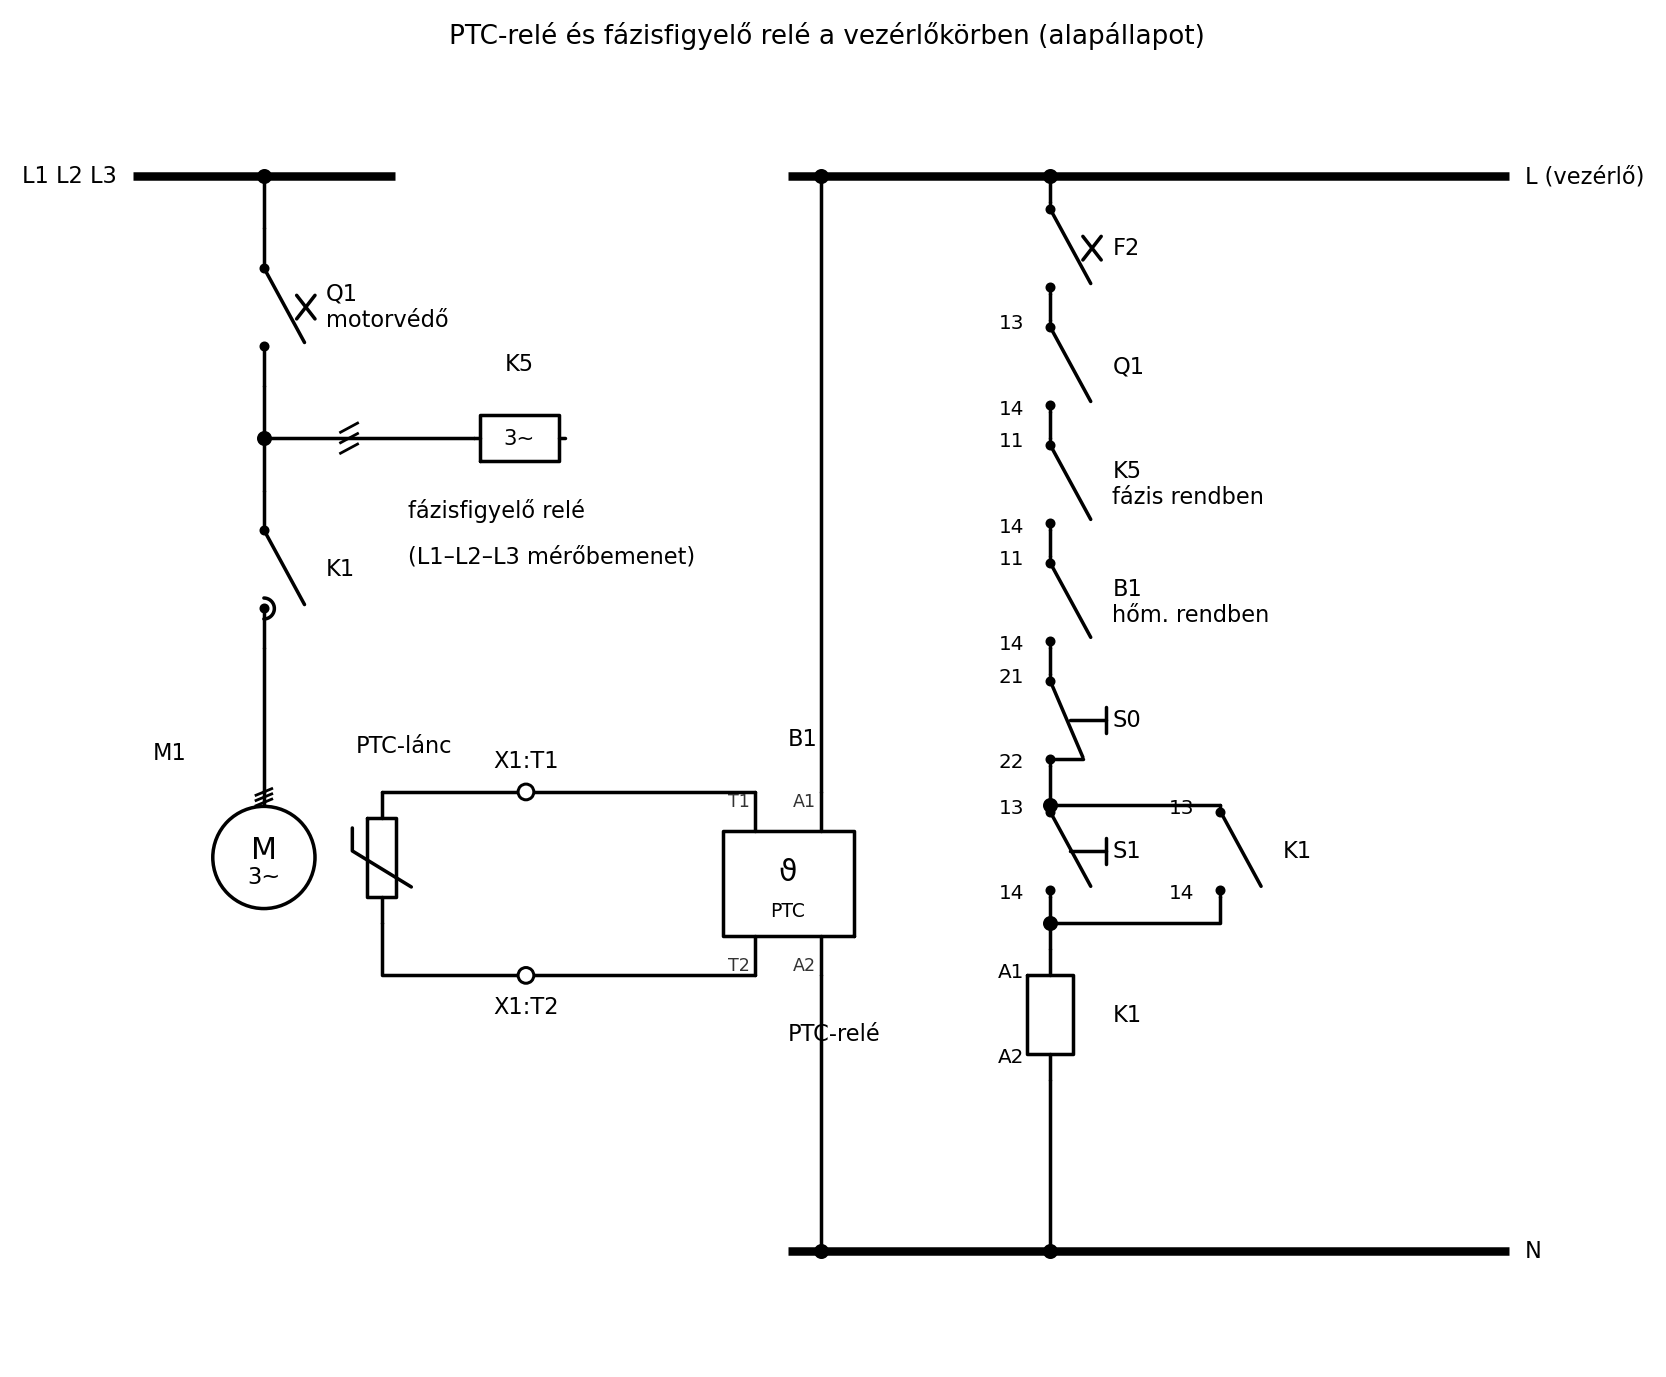 PTC-relé és fázisfigyelő relé a vezérlőkörben (alapállapot)
L1 L2 L3
L (vezérlő)
Q1
motorvédő
K5
3~
fázisfigyelő relé
(L1–L2–L3 mérőbemenet)
K1
M1
M
3~
PTC-lánc
X1:T1
X1:T2
B1
T1
A1
ϑ
PTC
T2
A2
PTC-relé
F2
13
Q1
14
11
K5
fázis rendben
14
11
B1
hőm. rendben
14
21
S0
22
13
S1
14
13
K1
14
A1
K1
A2
N